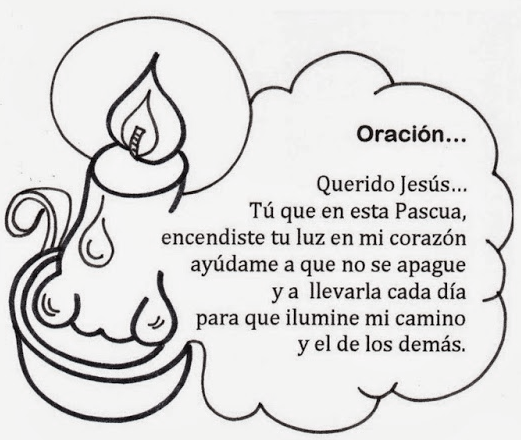 Oración...
Querido Jesús...
Tú que en esta Pascua,
encendiste tu luz en mi corazón
ayúdame a que no se apague
y a llevarla cada día
para que ilumine mi camino
y el de los demás.